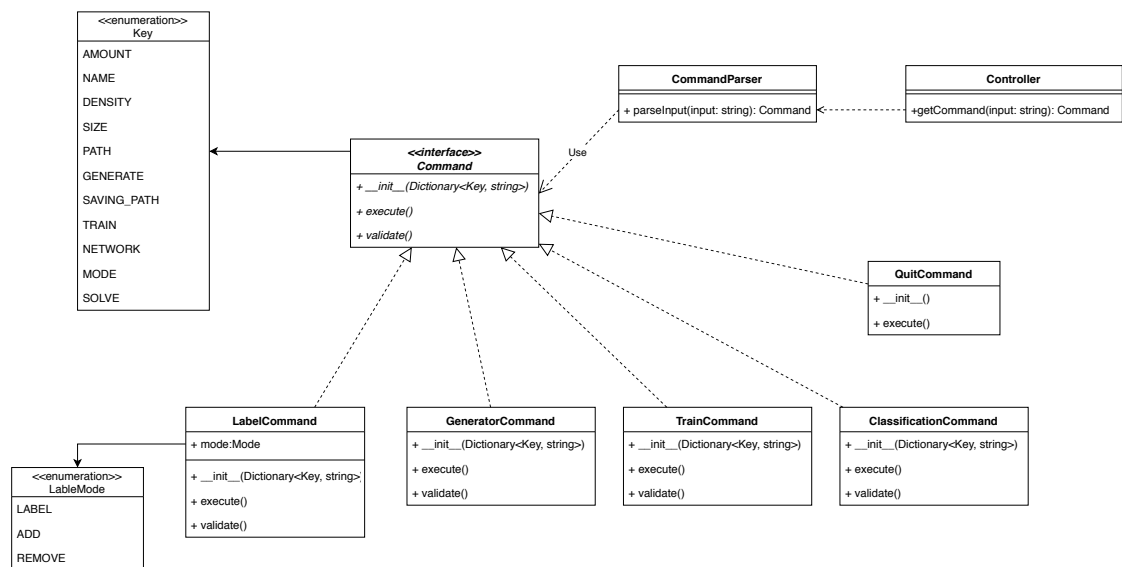 <<enumeration>>
Key
AMOUNT
NAME
DENSITY
SIZE
PATH
GENERATE
SAVING_PATH
TRAIN
NETWORK
MODE
SOLVE
CommandParser
+ parseInput(input: string): Command
Controller
+getCommand(input: string): Command
Use
<<interface>>
Command
+ __init__(Dictionary<Key, string>)
+ execute()
+ validate()
QuitCommand
+ __init__()
+ execute()
LabelCommand
+ mode:Mode
+ __init__(Dictionary<Key, string>)
+ execute()
+ validate()
GeneratorCommand
+ __init__(Dictionary<Key, string>)
+ execute()
+ validate()
TrainCommand
+ __init__(Dictionary<Key, string>)
+ execute()
+ validate()
ClassificationCommand
+ __init__(Dictionary<Key, string>)
+ execute()
+ validate()
<<enumeration>>
LableMode
LABEL
ADD
REMOVE